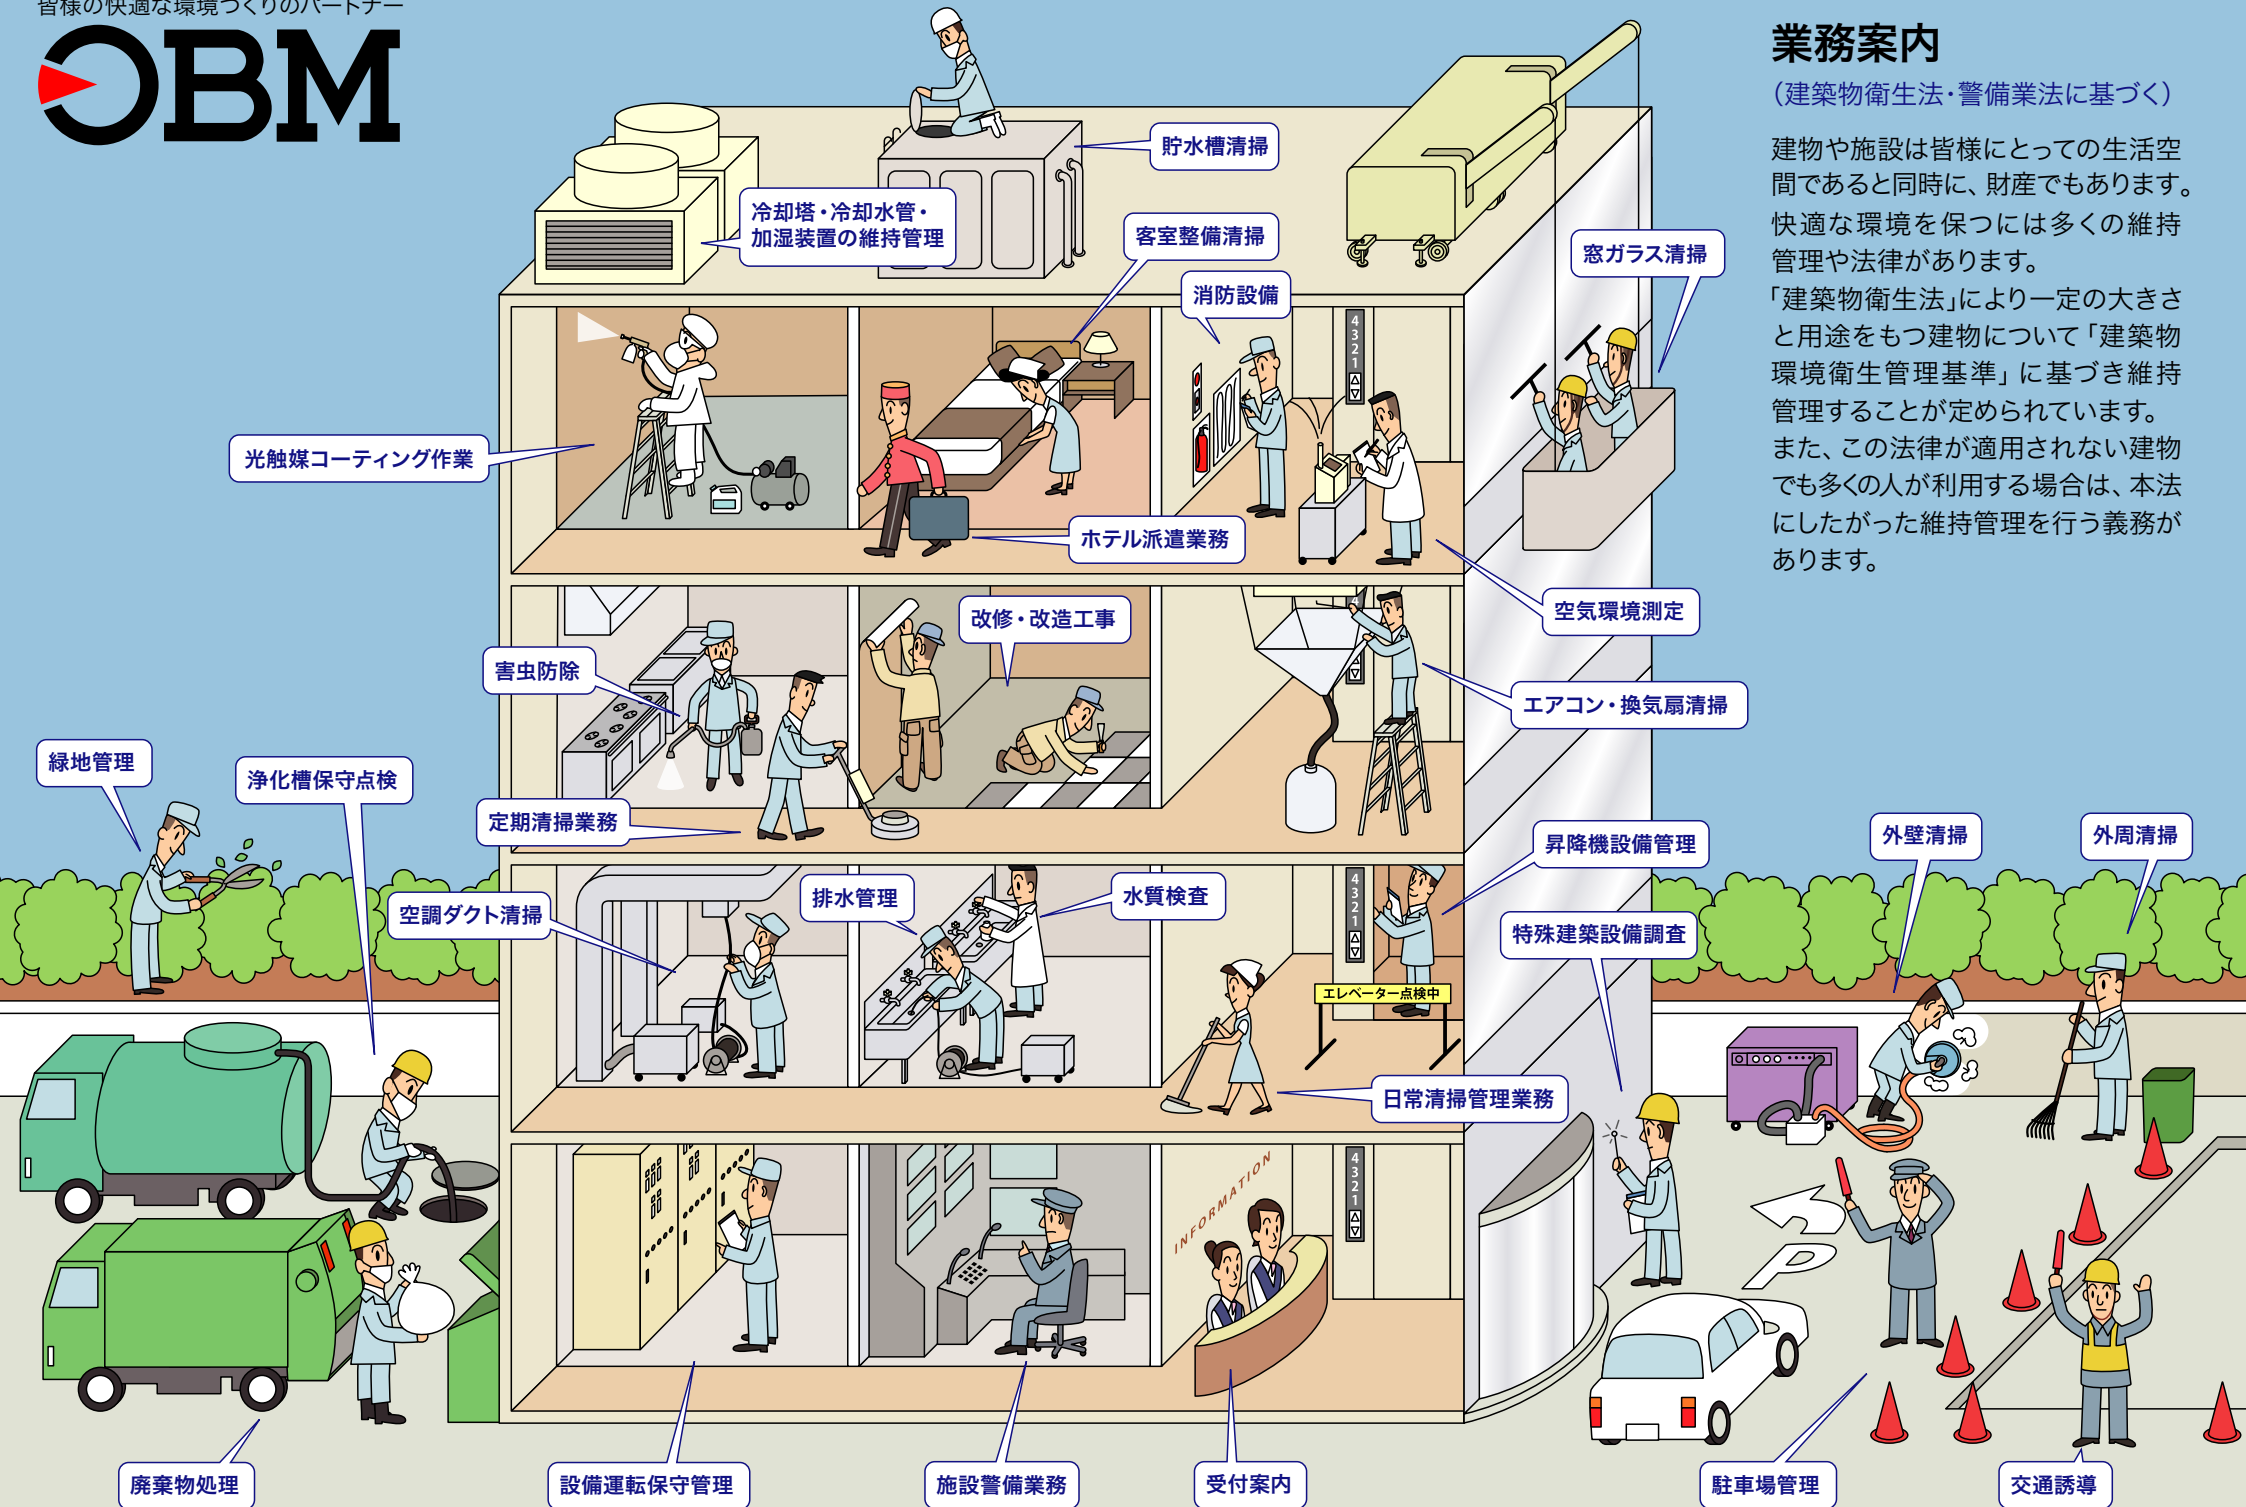 皆様の快適な環境づくりのパートナー
OBM
業務案内
（建築物衛生法・警備業法に基づく）
建物や施設は皆様にとっての生活空
間であると同時に、財産でもあります。
快適な環境を保つには多くの維持
管理や法律があります。
「建築物衛生法」により一定の大きさ
と用途をもつ建物について「建築物
環境衛生管理基準」に基づき維持
管理することが定められています。
また、この法律が適用されない建物
でも多くの人が利用する場合は、本法
にしたがった維持管理を行う義務が
あります。
貯水槽清掃
冷却塔・冷却水管・
加湿装置の維持管理
客室整備清掃
窓ガラス清掃
消防設備
4
3
2
1
光触媒コーティング作業
ホテル派遣業務
空気環境測定
改修・改造工事
害虫防除
エアコン・換気扇清掃
緑地管理
浄化槽保守点検
定期清掃業務
昇降機設備管理
外壁清掃
外周清掃
空調ダクト清掃
排水管理
水質検査
4
3
2
1
特殊建築設備調査
エレベーター点検中
日常清掃管理業務
INFORMATION
4
3
2
1
P
廃棄物処理
設備運転保守管理
施設警備業務
受付案内
駐車場管理
交通誘導